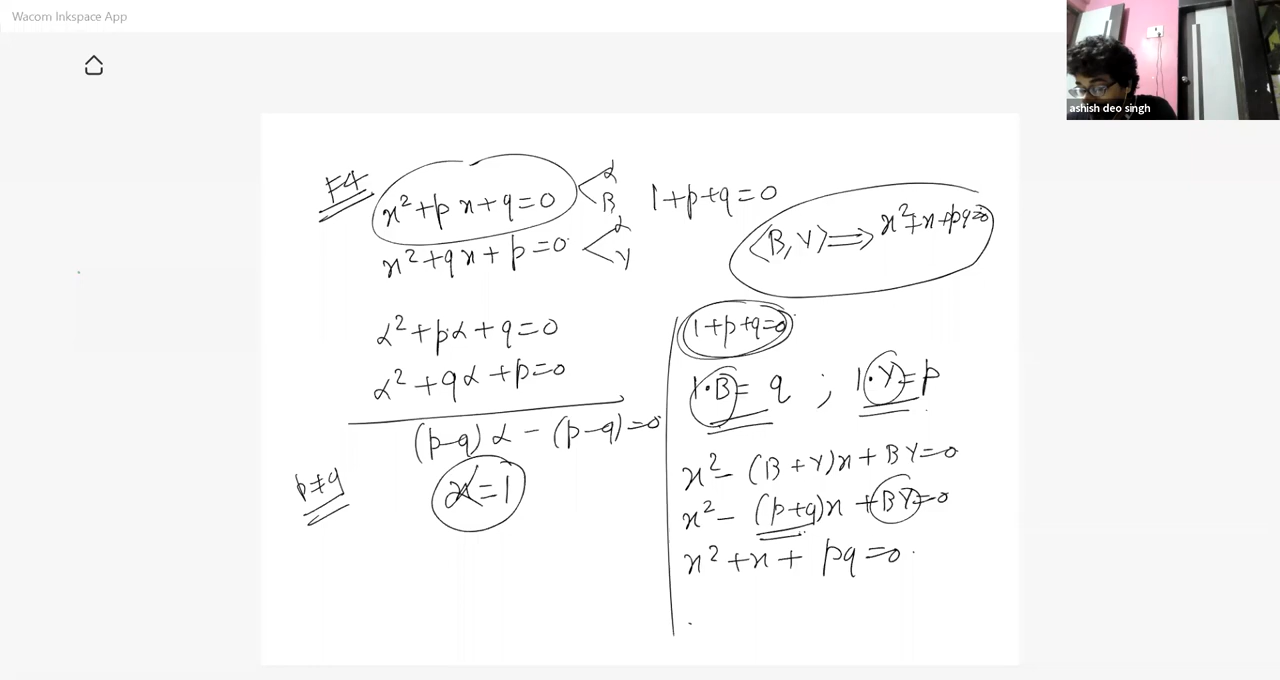 Wacom Inkspace App
ashish deo singh
F4
x²+px+q=0 < α β
1+p+q=0
x²+qx+p=0 < α γ
(β, γ) ⟹ x²+x+pq=0
α²+pα+q=0
α²+qα+p=0
(p-q)α-(p-q)=0
p≠q
α=1
1+p+q=0
1·β=q ; 1·γ=p
x²-(β+γ)x+βγ=0
x²-(p+q)x+βγ=0
x²+x+pq=0